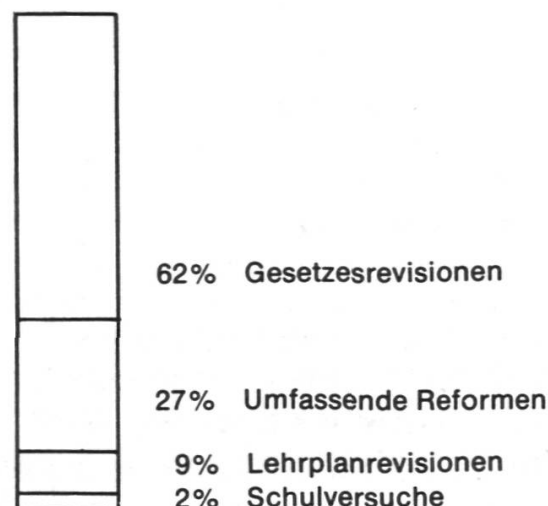 62% Gesetzesrevisionen
27% Umfassende Reformen
9% Lehrplanrevisionen
2% Schulversuche